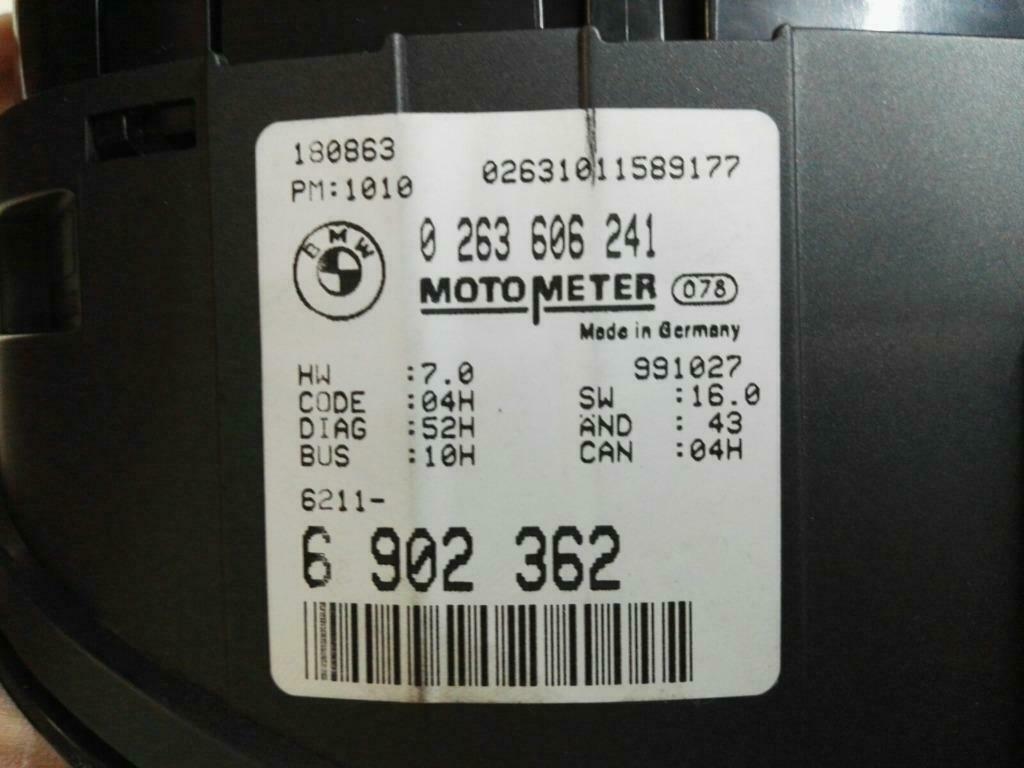 180863
PM:1010
02631011589177
BMW
0 263 606 241
MOTOMETER 078
Made in Germany
991027
HW :7.0
CODE :04H
DIAG :52H
BUS :10H
SW :16.0
AND : 43
CAN :04H
6211-
6 902 362